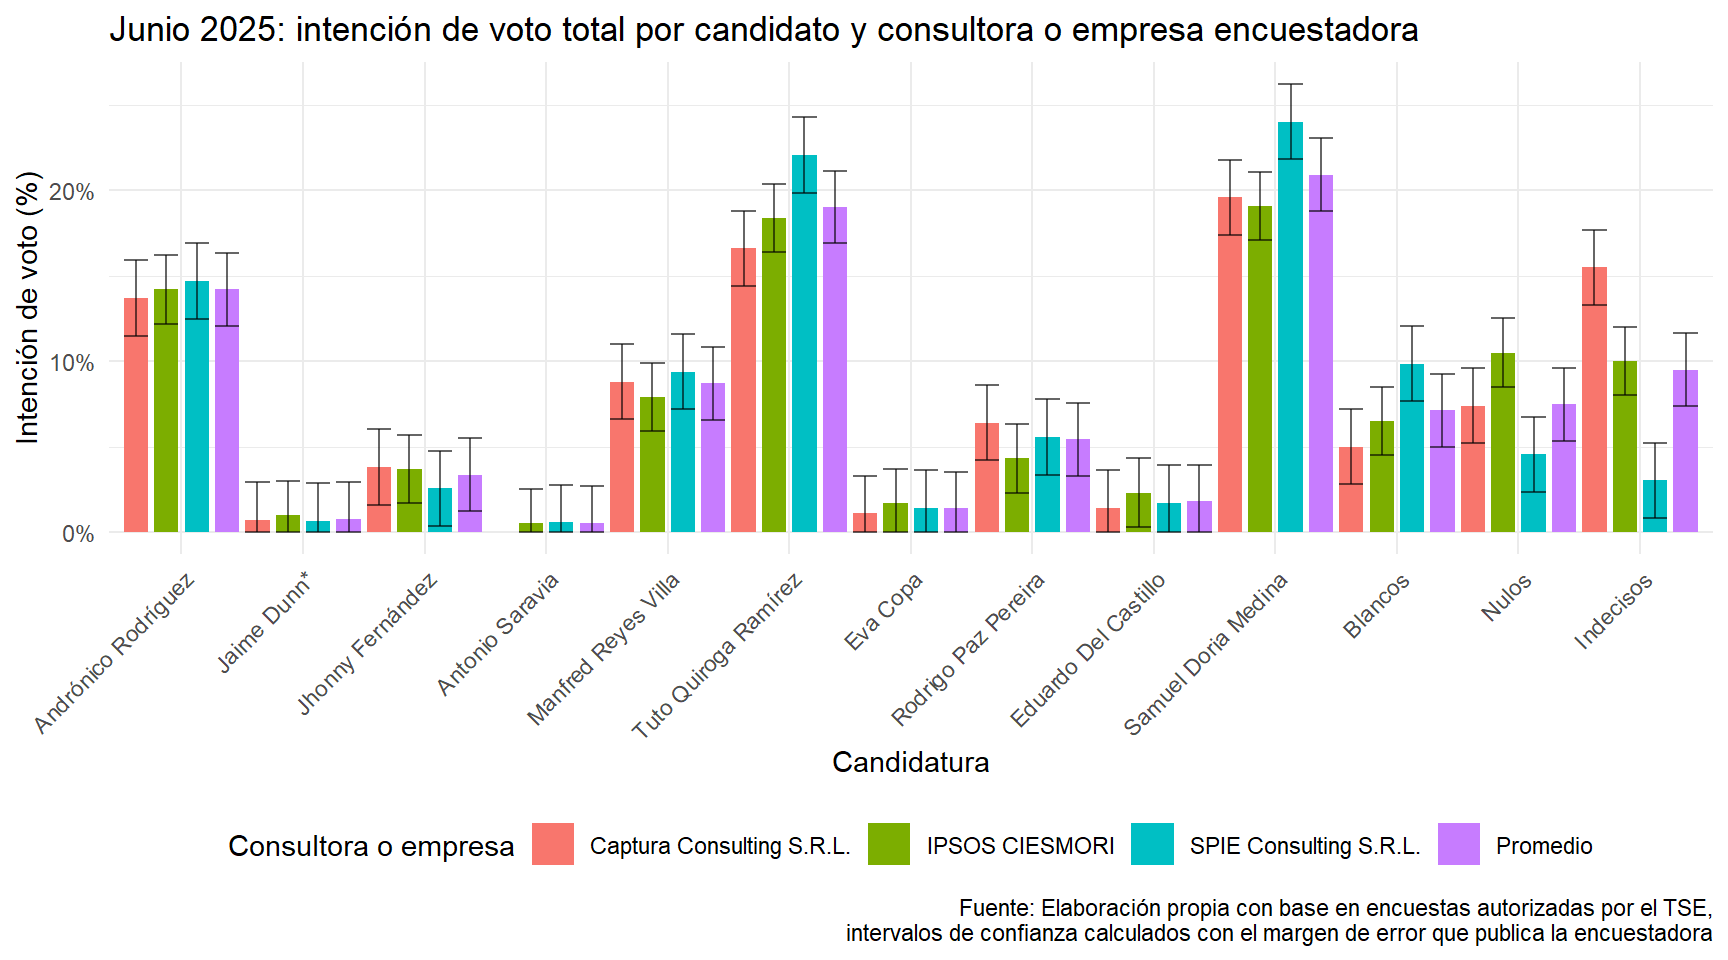 Junio 2025: intención de voto total por candidato y consultora o empresa encuestadora
Intención de voto (%)
20%
10%
0%
Andrónico Rodríguez
Jaime Dunn*
Jhonny Fernández
Antonio Saravia
Manfred Reyes Villa
Tuto Quiroga Ramírez
Eva Copa
Rodrigo Paz Pereira
Eduardo Del Castillo
Samuel Doria Medina
Blancos
Nulos
Indecisos
Candidatura
Consultora o empresa
Captura Consulting S.R.L.
IPSOS CIESMORI
SPIE Consulting S.R.L.
Promedio
Fuente: Elaboración propia con base en encuestas autorizadas por el TSE,
intervalos de confianza calculados con el margen de error que publica la encuestadora